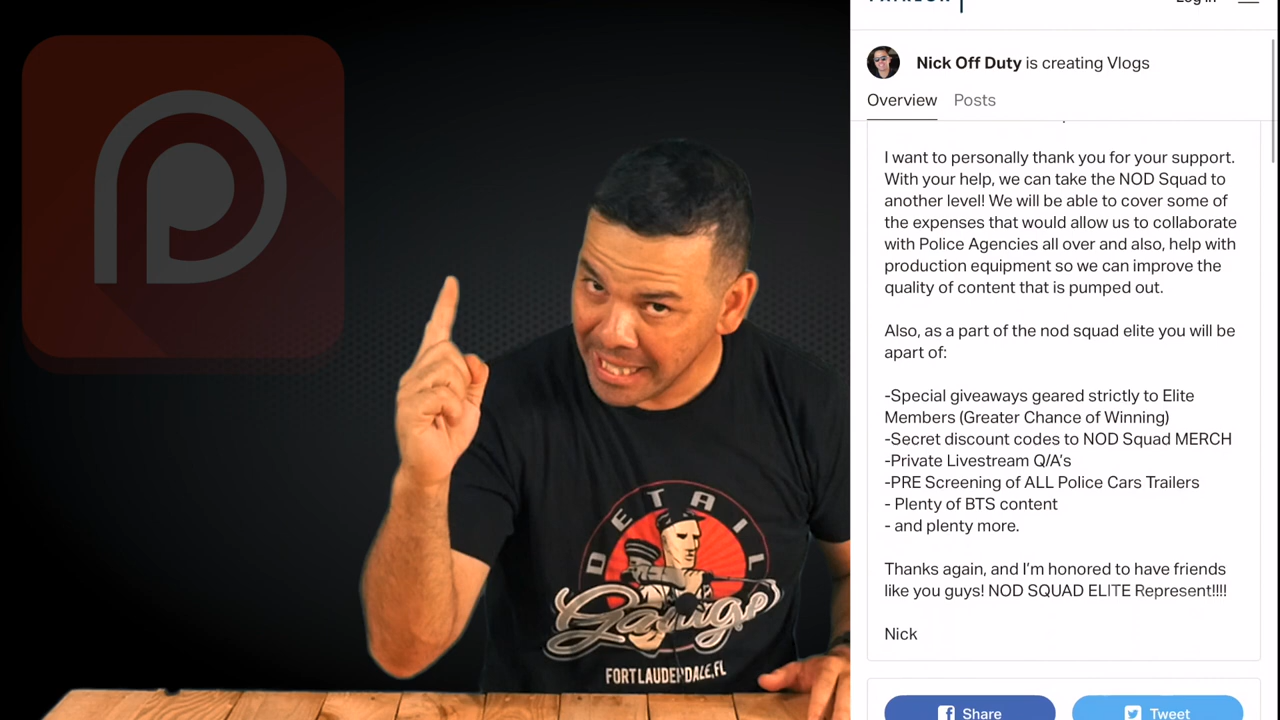 Nick Off Duty is creating Vlogs
Overview Posts
I want to personally thank you for your support.
With your help, we can take the NOD Squad to
another level! We will be able to cover some of
the expenses that would allow us to collaborate
with Police Agencies all over and also, help with
production equipment so we can improve the
quality of content that is pumped out.
Also, as a part of the nod squad elite you will be
apart of:
-Special giveaways geared strictly to Elite
Members (Greater Chance of Winning)
-Secret discount codes to NOD Squad MERCH
-Private Livestream Q/A's
-PRE Screening of ALL Police Cars Trailers
- Plenty of BTS content
- and plenty more.
Thanks again, and I'm honored to have friends
like you guys! NOD SQUAD ELITE Represent!!!!
Nick
Share Tweet
DETAIL
Garage
FORT LAUDERDALE, FL